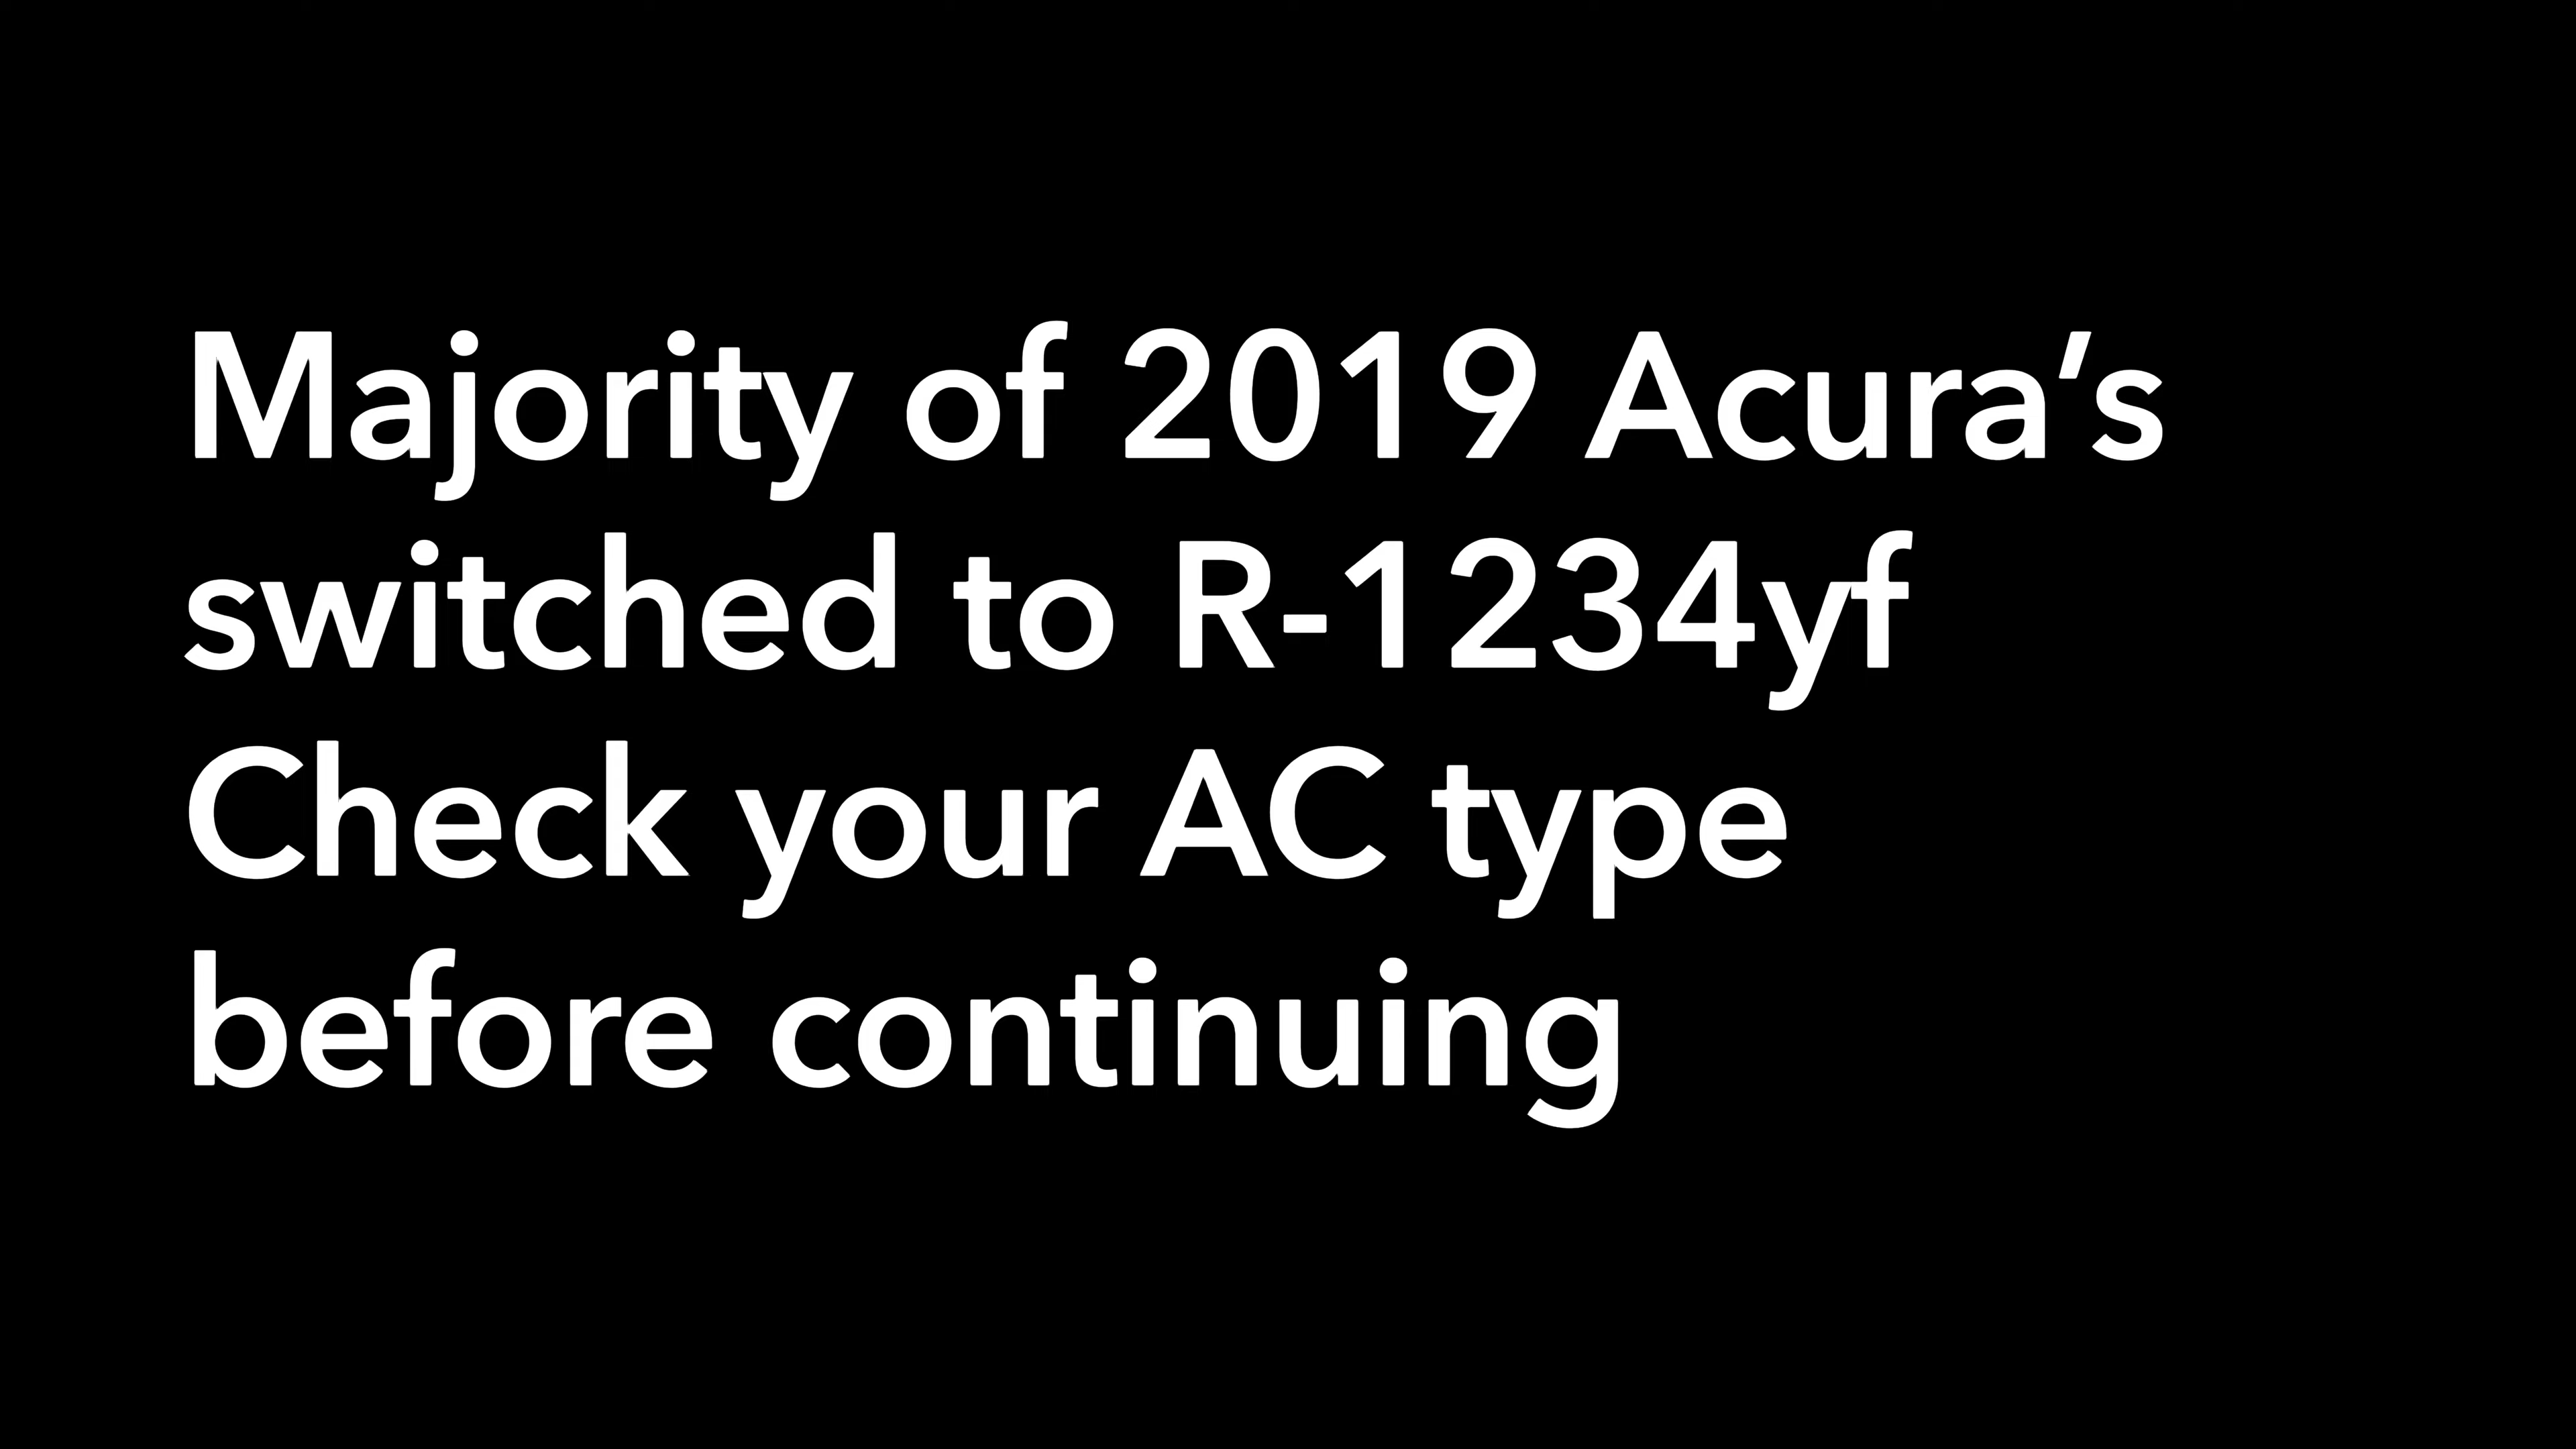 Majority of 2019 Acura’s
switched to R-1234yf
Check your AC type
before continuing